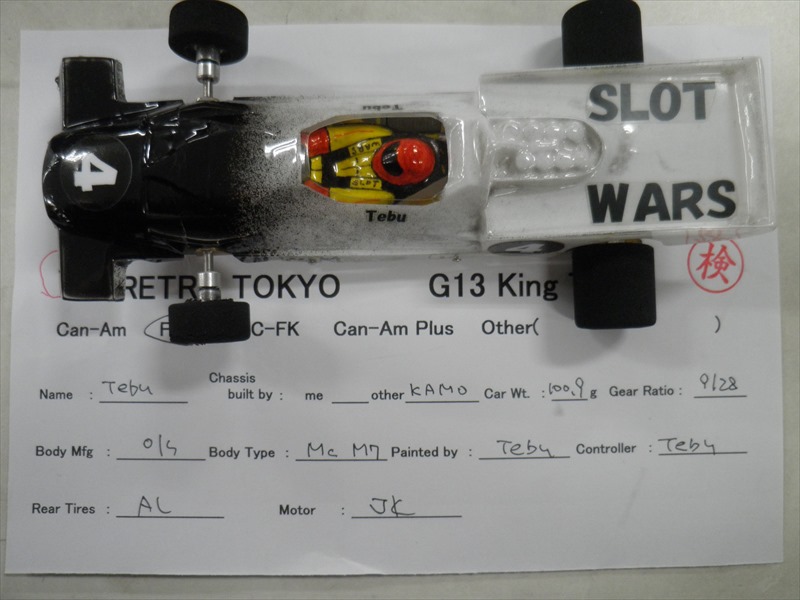 SLOT
WARS
4
Tebu
Tebu
SLOT
4
検
RETR TOKYO G13 King
Can-Am F C-FK Can-Am Plus Other( )
Name : Tebu Chassis built by : me other KAMO Car Wt. : 100.9 g Gear Ratio : 9/28
Body Mfg : O/S Body Type : Mc M7 Painted by : Tebu Controller : Tebu
Rear Tires : AL Motor : JK